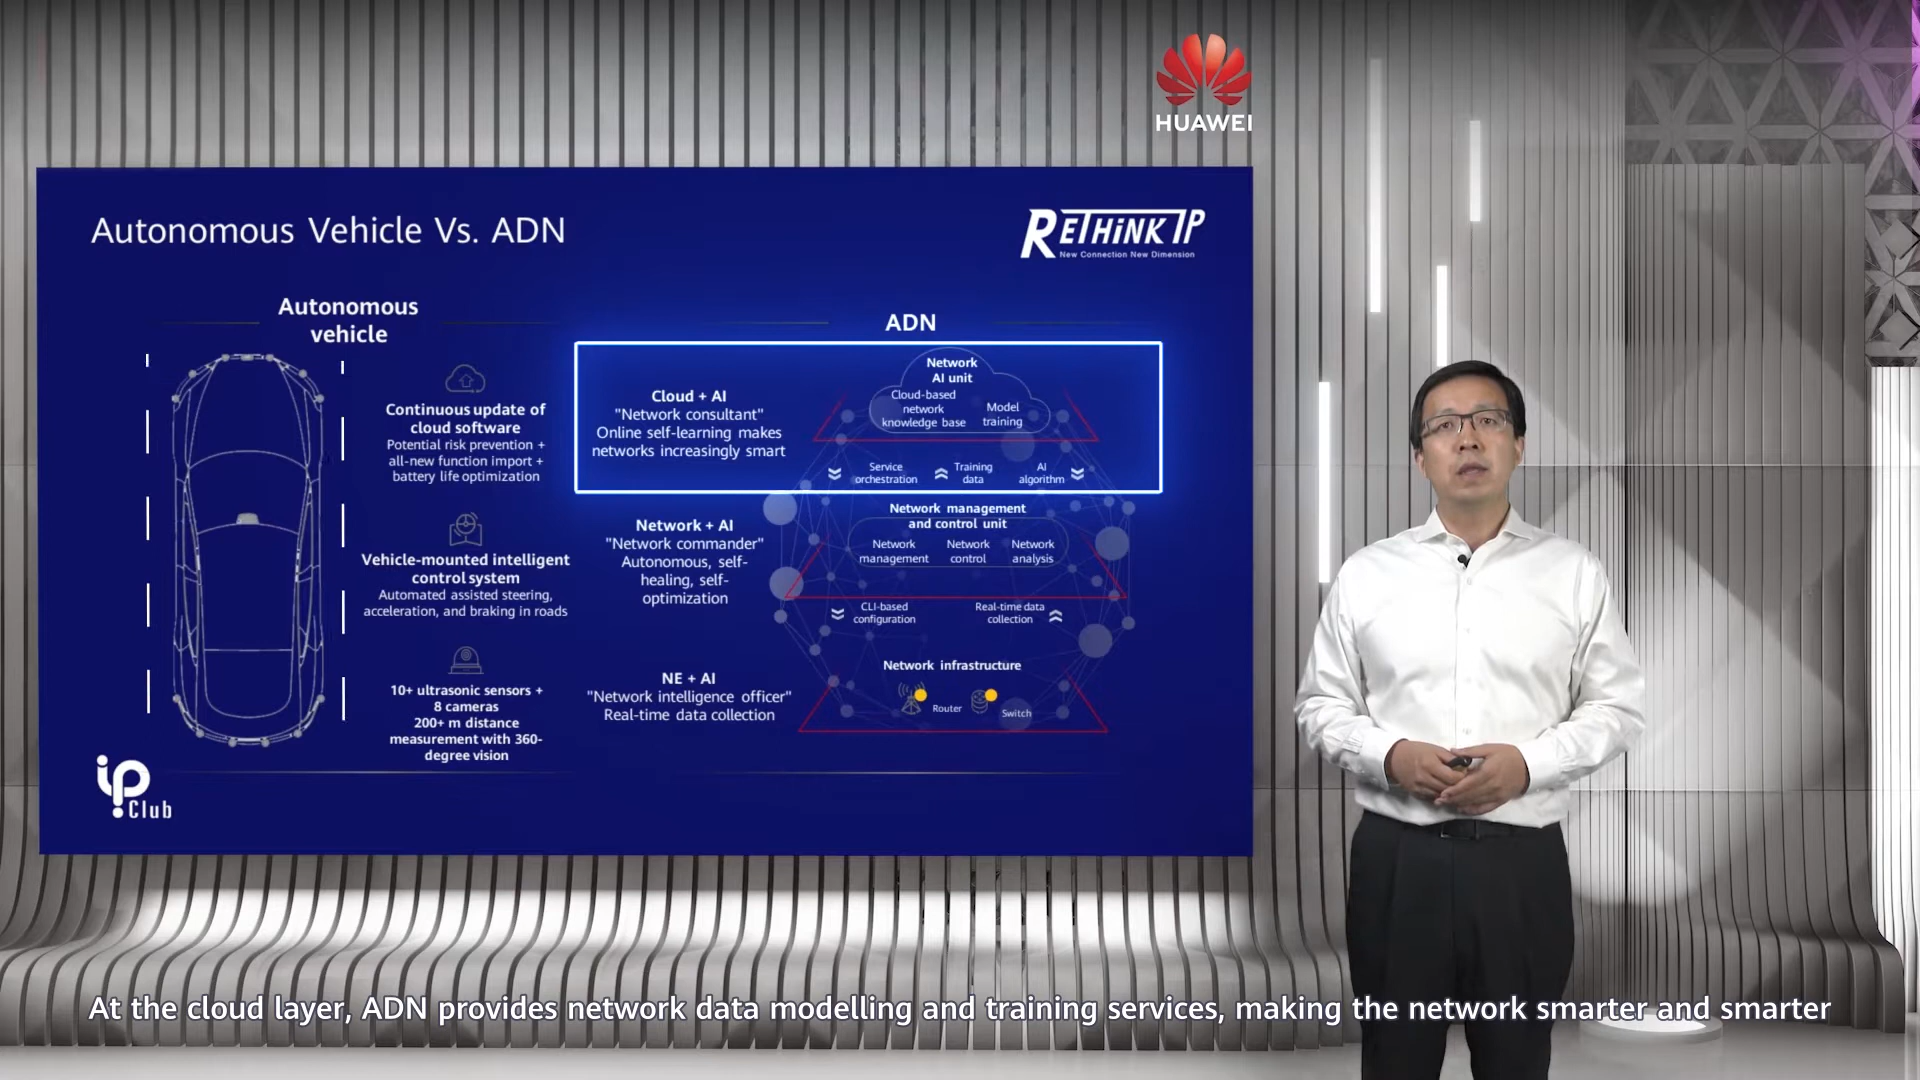 HUAWEI
Autonomous Vehicle Vs. ADN
RETHiNK IP
New Connection New Dimension
Autonomous
vehicle
Continuous update of
cloud software
Potential risk prevention +
all-new function import +
battery life optimization
Vehicle-mounted intelligent
control system
Automated assisted steering,
acceleration, and braking in roads
10+ ultrasonic sensors +
8 cameras
200+ m distance
measurement with 360-
degree vision
ADN
Cloud + AI
"Network consultant"
Online self-learning makes
networks increasingly smart
Network
AI unit
Cloud-based
network
knowledge base
Model
training
Service
orchestration
Training
data
AI
algorithm
Network + AI
"Network commander"
Autonomous, self-
healing, self-
optimization
Network management
and control unit
Network
management
Network
control
Network
analysis
CLI-based
configuration
Real-time data
collection
NE + AI
"Network intelligence officer"
Real-time data collection
Network infrastructure
Router
Switch
ip Club
At the cloud layer, ADN provides network data modelling and training services, making the network smarter and smarter